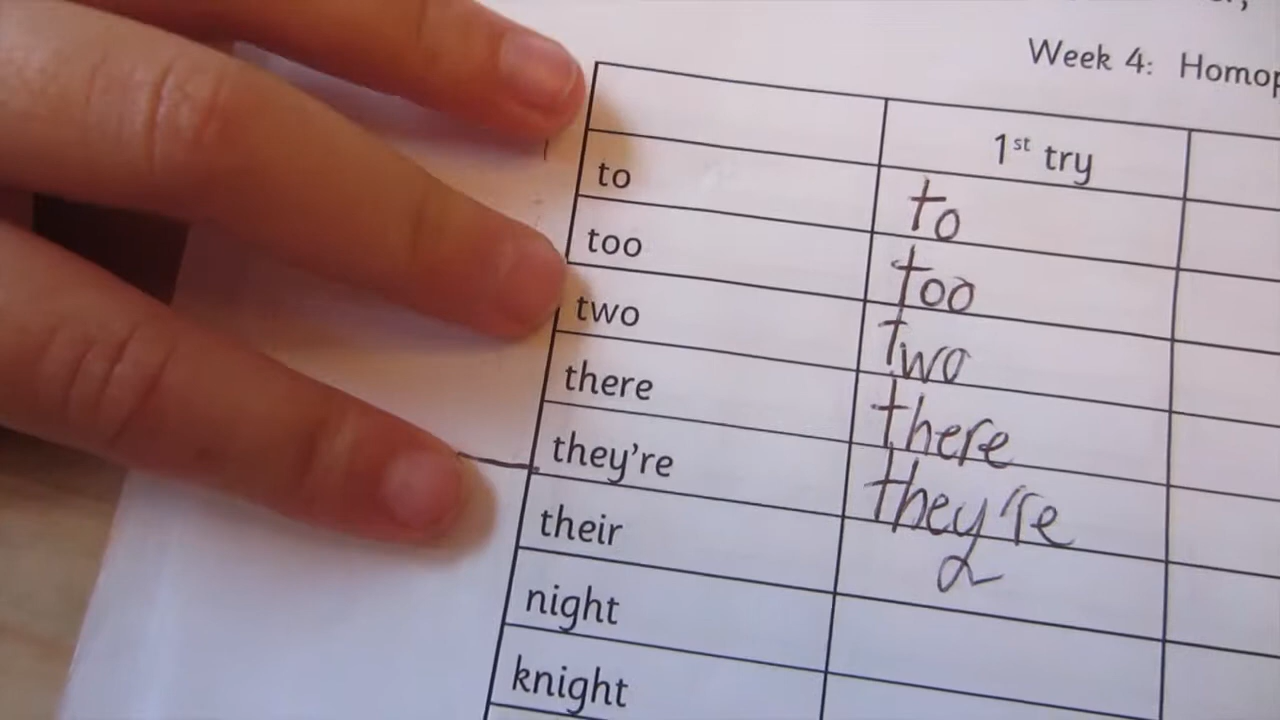 Week 4:
1st try
to to
too too
two two
there there
they're they're
their
night
knight